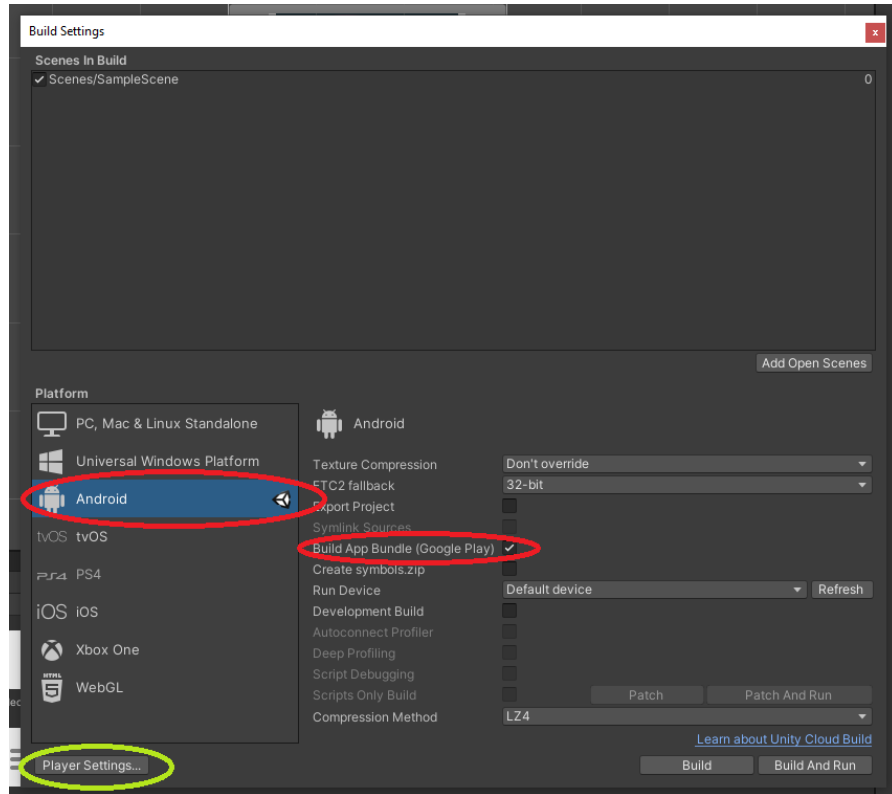 Build Settings
x
Scenes In Build
Scenes/SampleScene 0
Add Open Scenes
Platform
PC, Mac & Linux Standalone
Universal Windows Platform
Android
tvOS tvOS
PS4 PS4
iOS iOS
Xbox One
HTML 5 WebGL
Android
Texture Compression Don't override
ETC2 fallback 32-bit
Export Project
Symlink Sources
Build App Bundle (Google Play)
Create symbols.zip
Run Device Default device Refresh
Development Build
Autoconnect Profiler
Deep Profiling
Script Debugging
Scripts Only Build Patch Patch And Run
Compression Method LZ4
Learn about Unity Cloud Build
Player Settings... Build Build And Run